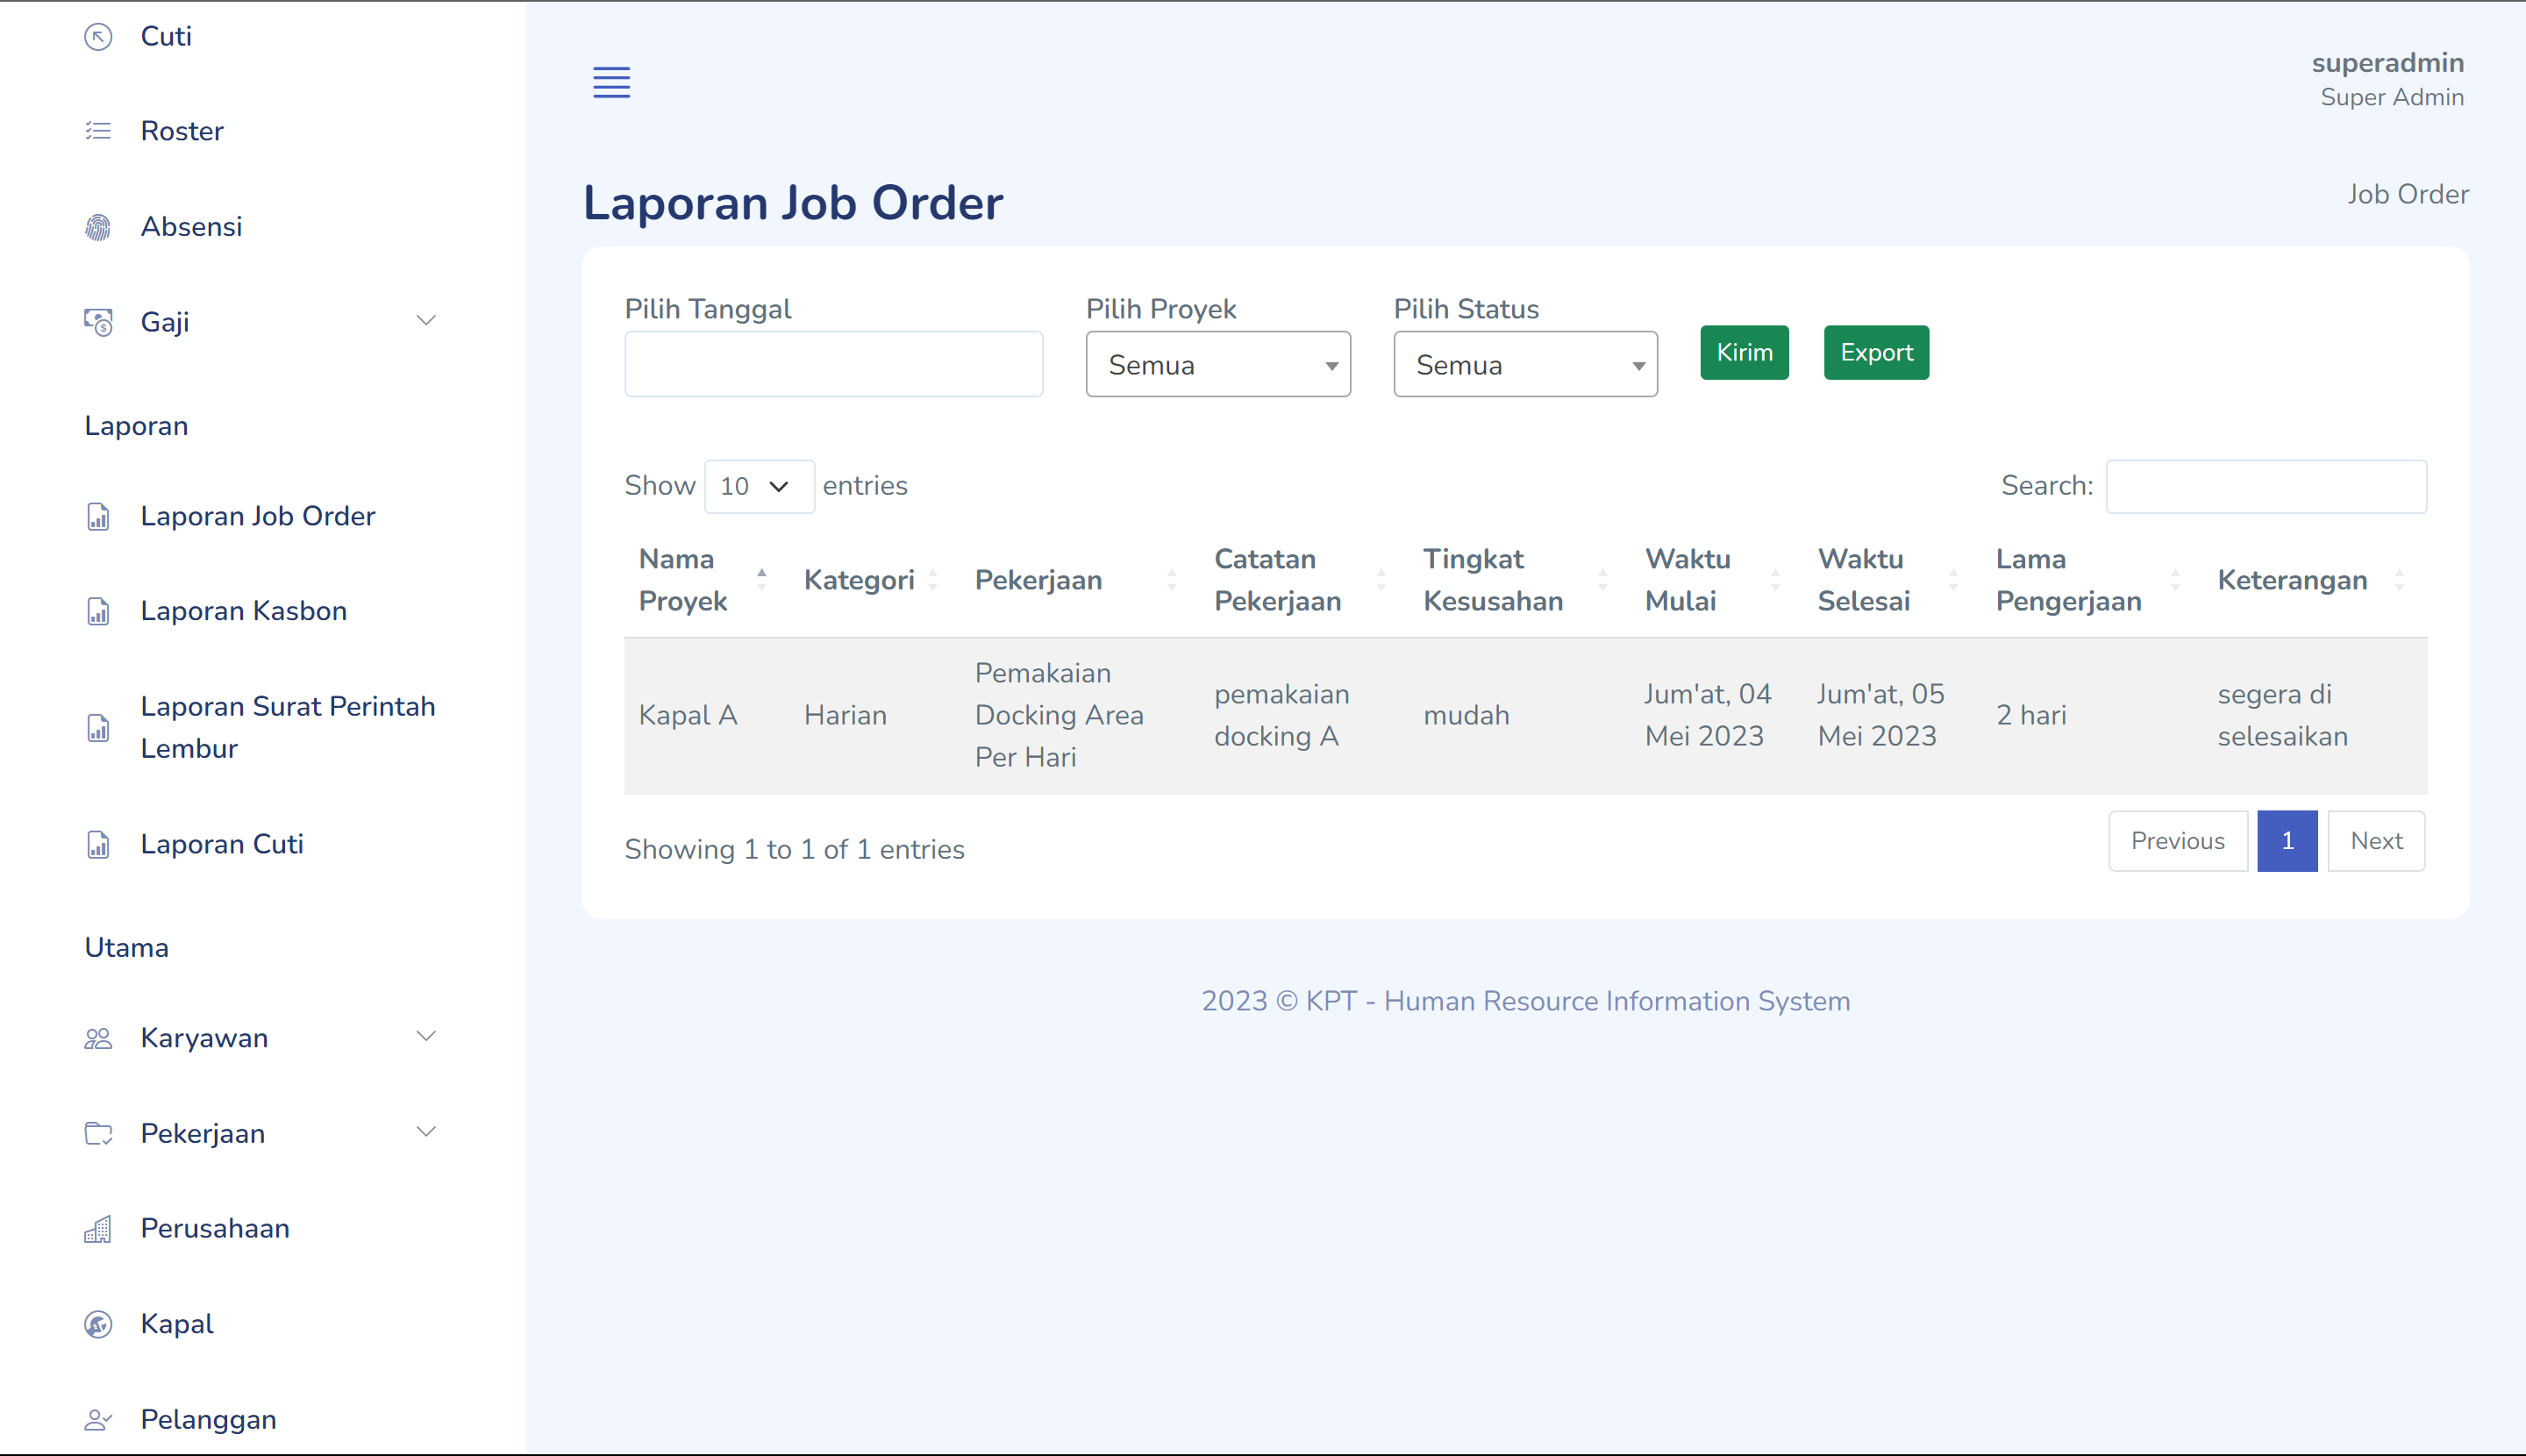 Cuti
Roster
Absensi
Gaji
Laporan
Laporan Job Order
Laporan Kasbon
Laporan Surat Perintah
Lembur
Laporan Cuti
Utama
Karyawan
Pekerjaan
Perusahaan
Kapal
Pelanggan
superadmin
Super Admin
Laporan Job Order
Job Order
Pilih Tanggal
Pilih Proyek
Pilih Status
Semua
Semua
Kirim
Export
Show 10 entries
Search:
Nama
Proyek
Kategori
Pekerjaan
Catatan
Pekerjaan
Tingkat
Kesusahan
Waktu
Mulai
Waktu
Selesai
Lama
Pengerjaan
Keterangan
Kapal A
Harian
Pemakaian
Docking Area
Per Hari
pemakaian
docking A
mudah
Jum'at, 04
Mei 2023
Jum'at, 05
Mei 2023
2 hari
segera di
selesaikan
Showing 1 to 1 of 1 entries
Previous
1
Next
2023 © KPT - Human Resource Information System